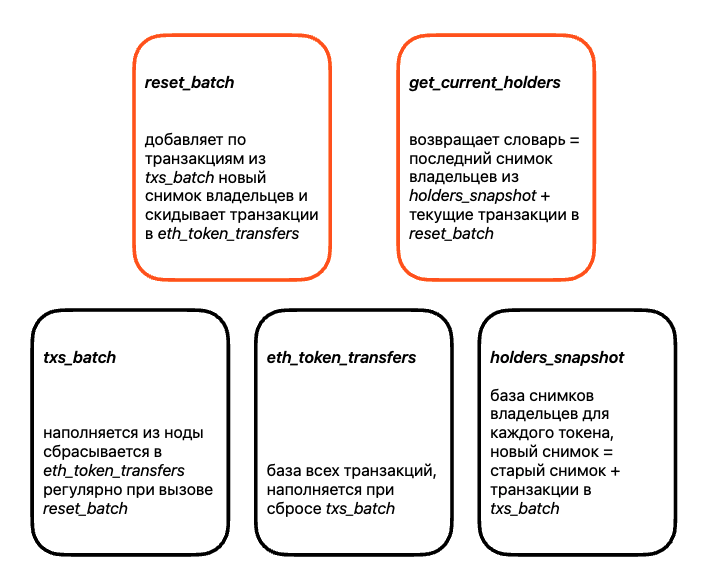 reset_batch
добавляет по
транзакциям из
txs_batch новый
снимок владельцев и
скидывает транзакции
в eth_token_transfers
get_current_holders
возвращает словарь =
последний снимок
владельцев из
holders_snapshot +
текущие транзакции в
reset_batch
txs_batch
наполняется из ноды
сбрасывается в
eth_token_transfers
регулярно при вызове
reset_batch
eth_token_transfers
база всех транзакций,
наполняется при
сбросе txs_batch
holders_snapshot
база снимков
владельцев для
каждого токена,
новый снимок =
старый снимок +
транзакции в
txs_batch